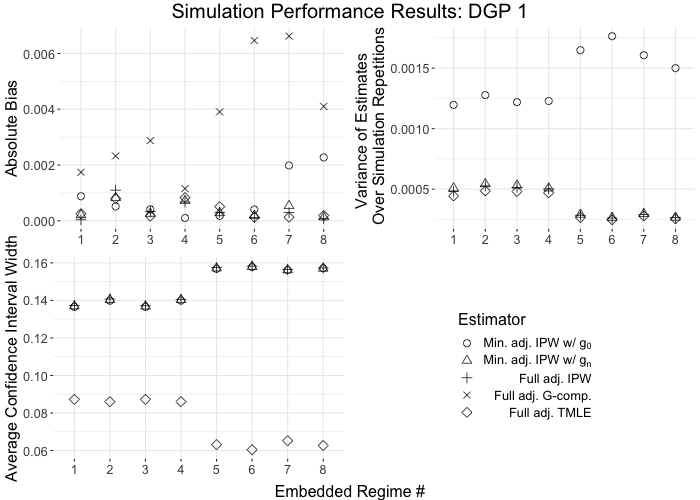 Simulation Performance Results: DGP 1
Absolute Bias
0.006
0.004
0.002
0.000
1 2 3 4 5 6 7 8
Variance of Estimates
Over Simulation Repetitions
0.0015
0.0010
0.0005
1 2 3 4 5 6 7 8
Average Confidence Interval Width
0.16
0.14
0.12
0.10
0.08
0.06
1 2 3 4 5 6 7 8
Estimator
Min. adj. IPW w/ g₀
Min. adj. IPW w/ gₙ
Full adj. IPW
Full adj. G-comp.
Full adj. TMLE
Embedded Regime #